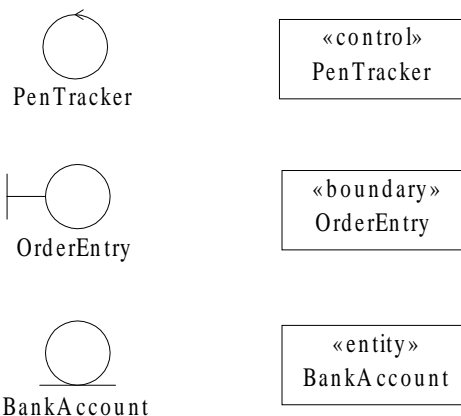 PenTracker
«control»
PenTracker
OrderEntry
«boundary»
OrderEntry
BankAccount
«entity»
BankAccount